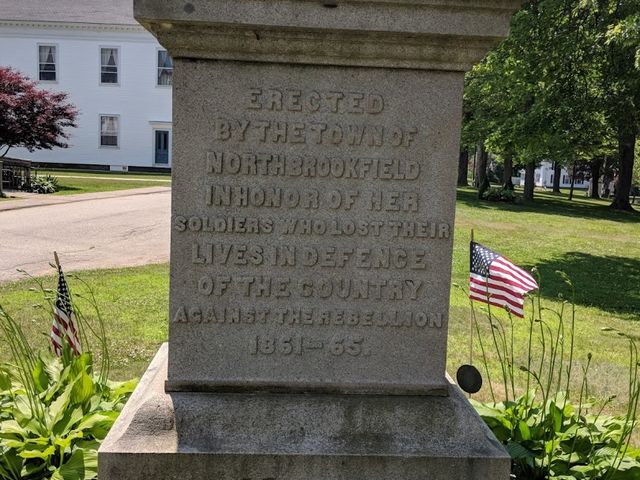 ERECTED
BY THE TOWN OF
NORTH BROOKFIELD
IN HONOR OF HER
SOLDIERS WHO LOST THEIR
LIVES IN DEFENCE
OF THE COUNTRY
AGAINST THE REBELLION
1861–65.